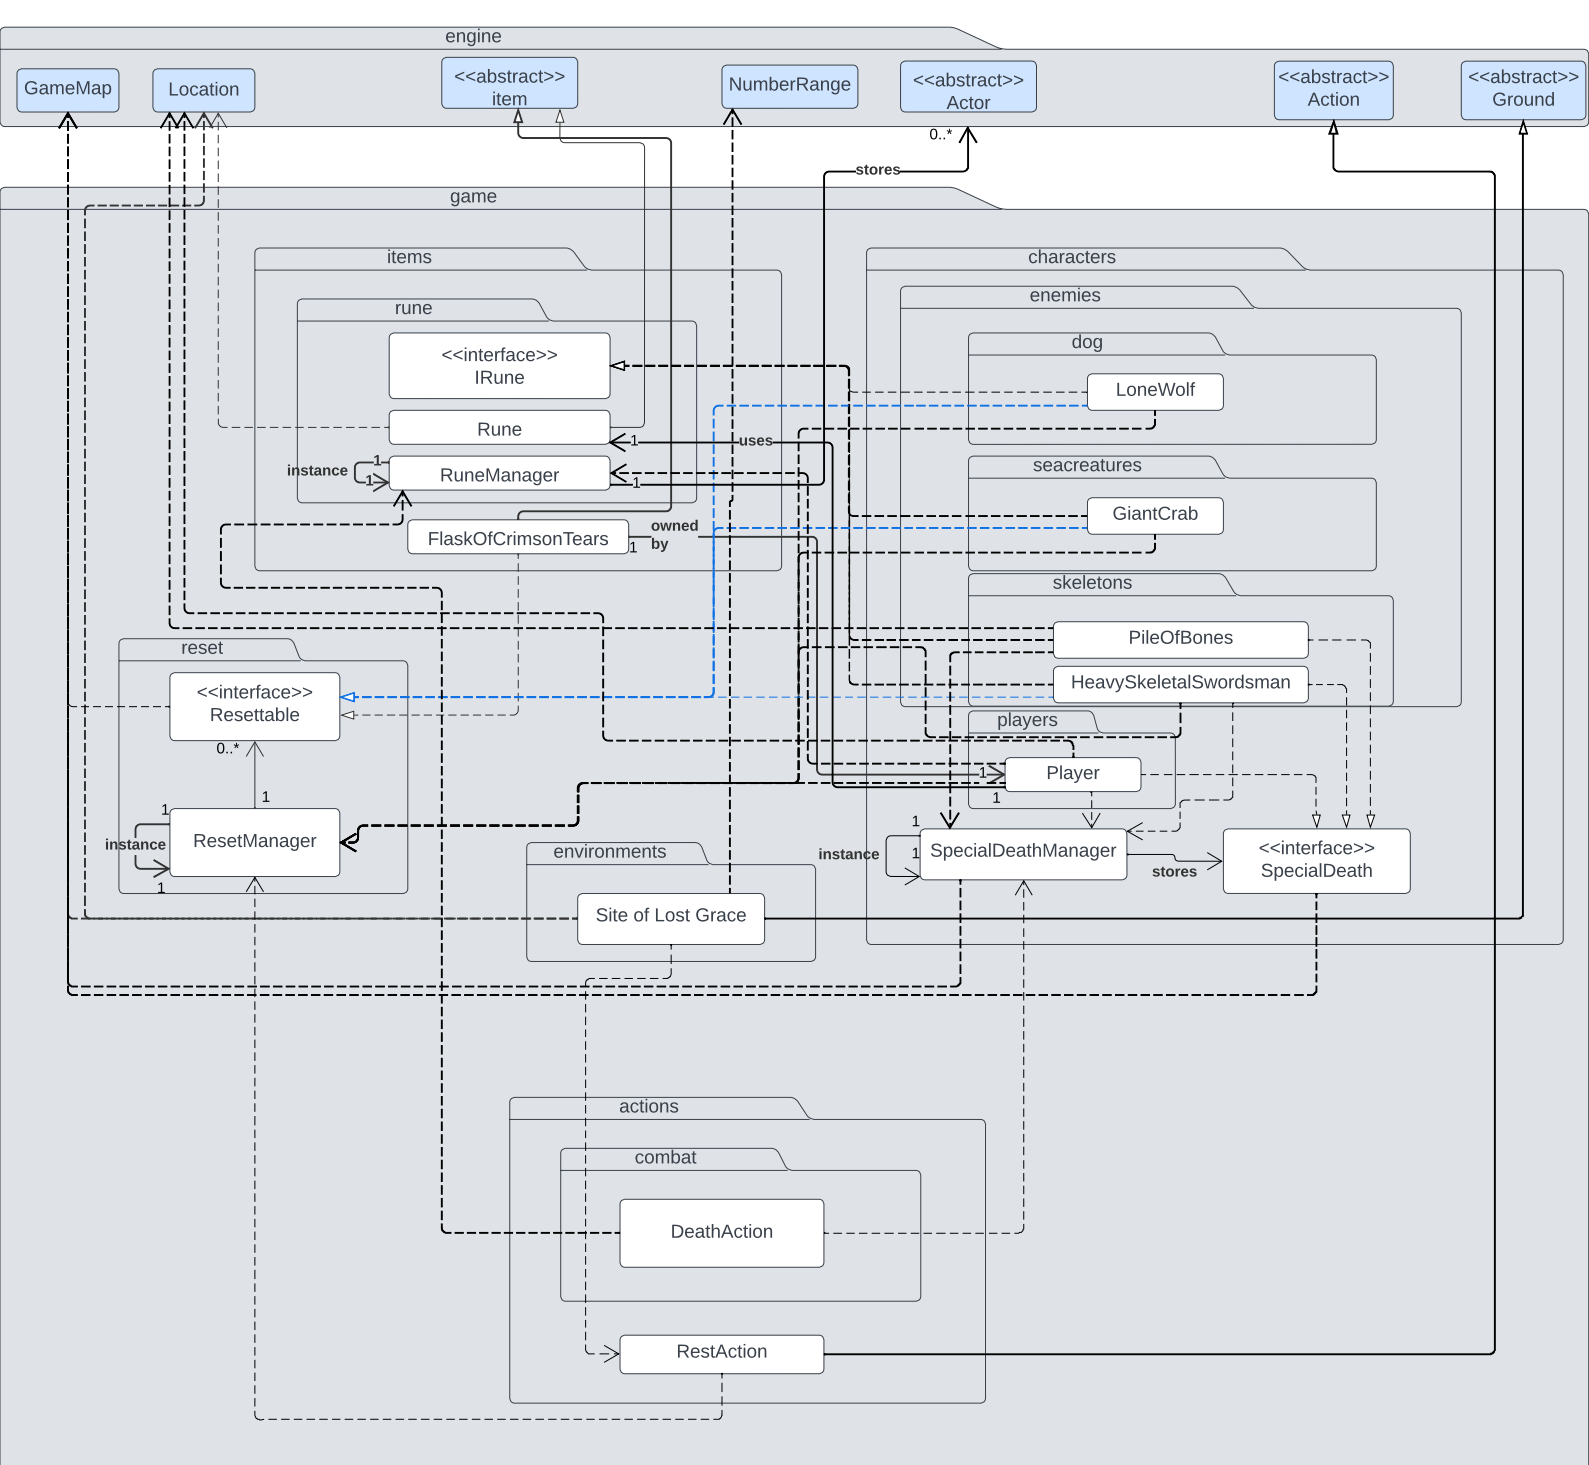 engine
GameMap
Location
<<abstract>>
item
NumberRange
<<abstract>>
Actor
<<abstract>>
Action
<<abstract>>
Ground
0..*
stores
game
items
characters
rune
enemies
<<interface>>
IRune
dog
LoneWolf
Rune
1
uses
instance
1
1
RuneManager
1
seacreatures
GiantCrab
FlaskOfCrimsonTears
1
owned
by
skeletons
PileOfBones
HeavySkeletalSwordsman
reset
<<interface>>
Resettable
0..*
1
players
1
Player
1
1
instance
1
ResetManager
environments
1
instance
1
SpecialDeathManager
stores
<<interface>>
SpecialDeath
Site of Lost Grace
actions
combat
DeathAction
RestAction